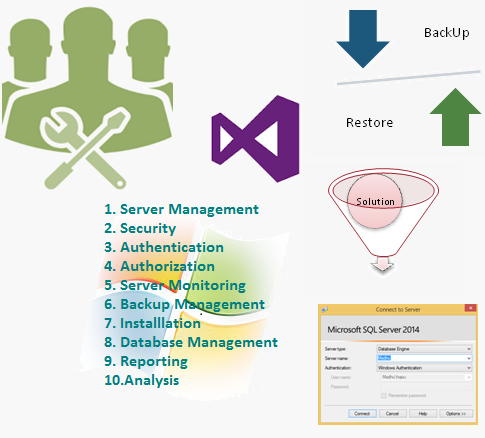 BackUp
Restore
Solution
1. Server Management
2. Security
3. Authentication
4. Authorization
5. Server Monitoring
6. Backup Management
7. Installlation
8. Database Management
9. Reporting
10.Analysis
Connect to Server
Microsoft SQL Server 2014
Server type: Database Engine
Server name: Medhu
Authentication: Windows Authentication
User name:
Password:
Remember password
Connect Cancel Help Options >>